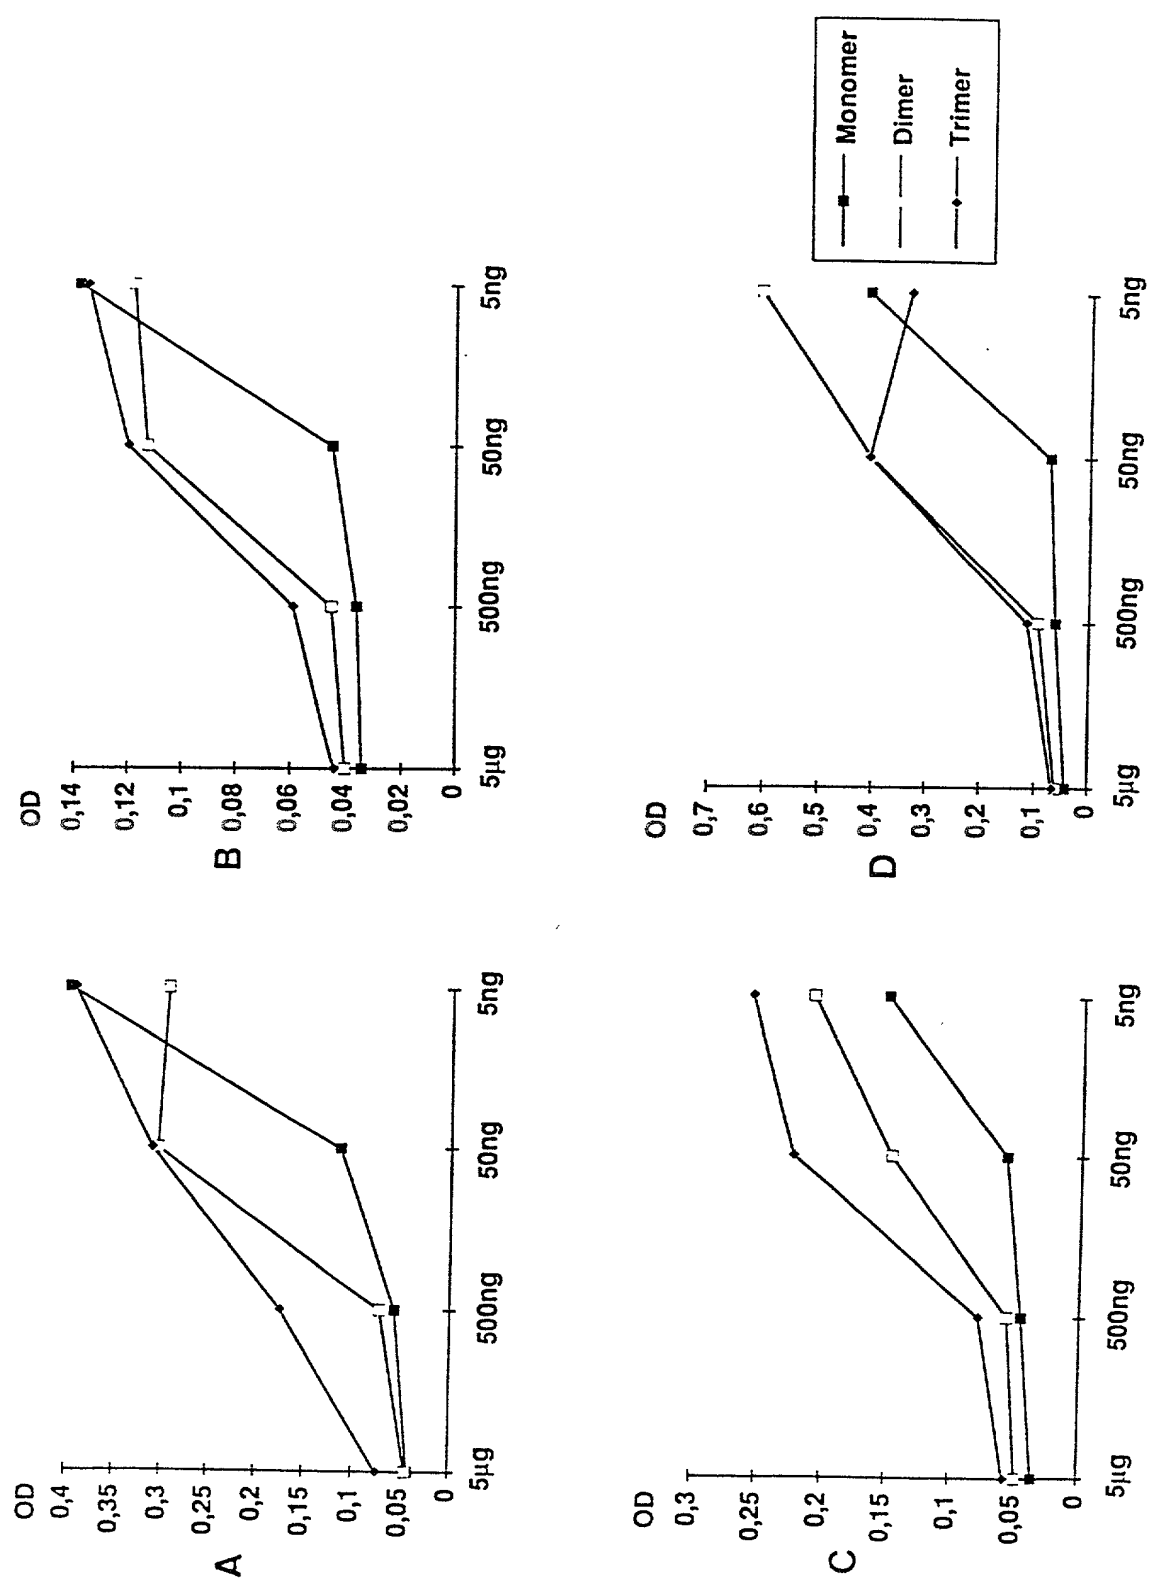 A
OD
0,4
0,35
0,3
0,25
0,2
0,15
0,1
0,05
0
5µg
500ng
50ng
5ng
B
OD
0,14
0,12
0,1
0,08
0,06
0,04
0,02
0
5µg
500ng
50ng
5ng
C
OD
0,3
0,25
0,2
0,15
0,1
0,05
0
5µg
500ng
50ng
5ng
D
OD
0,7
0,6
0,5
0,4
0,3
0,2
0,1
0
5µg
500ng
50ng
5ng
Monomer
Dimer
Trimer